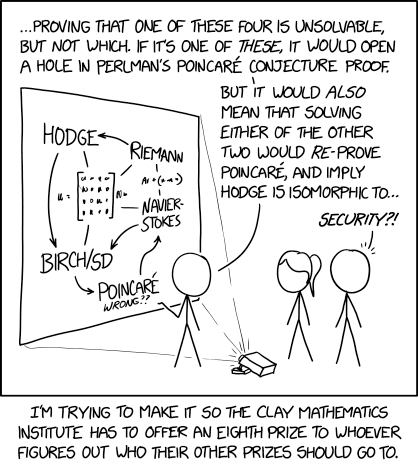 ...PROVING THAT ONE OF THESE FOUR IS UNSOLVABLE,
BUT NOT WHICH. IF IT'S ONE OF THESE, IT WOULD OPEN
A HOLE IN PERLMAN'S POINCARÉ CONJECTURE PROOF.
BUT IT WOULD ALSO
MEAN THAT SOLVING
EITHER OF THE OTHER
TWO WOULD RE-PROVE
POINCARÉ, AND IMPLY
HODGE IS ISOMORPHIC TO...
SECURITY?!
HODGE
RIEMANN
NAVIER-
STOKES
BIRCH/SD
POINCARÉ
WRONG??
I'M TRYING TO MAKE IT SO THE CLAY MATHEMATICS
INSTITUTE HAS TO OFFER AN EIGHTH PRIZE TO WHOEVER
FIGURES OUT WHO THEIR OTHER PRIZES SHOULD GO TO.